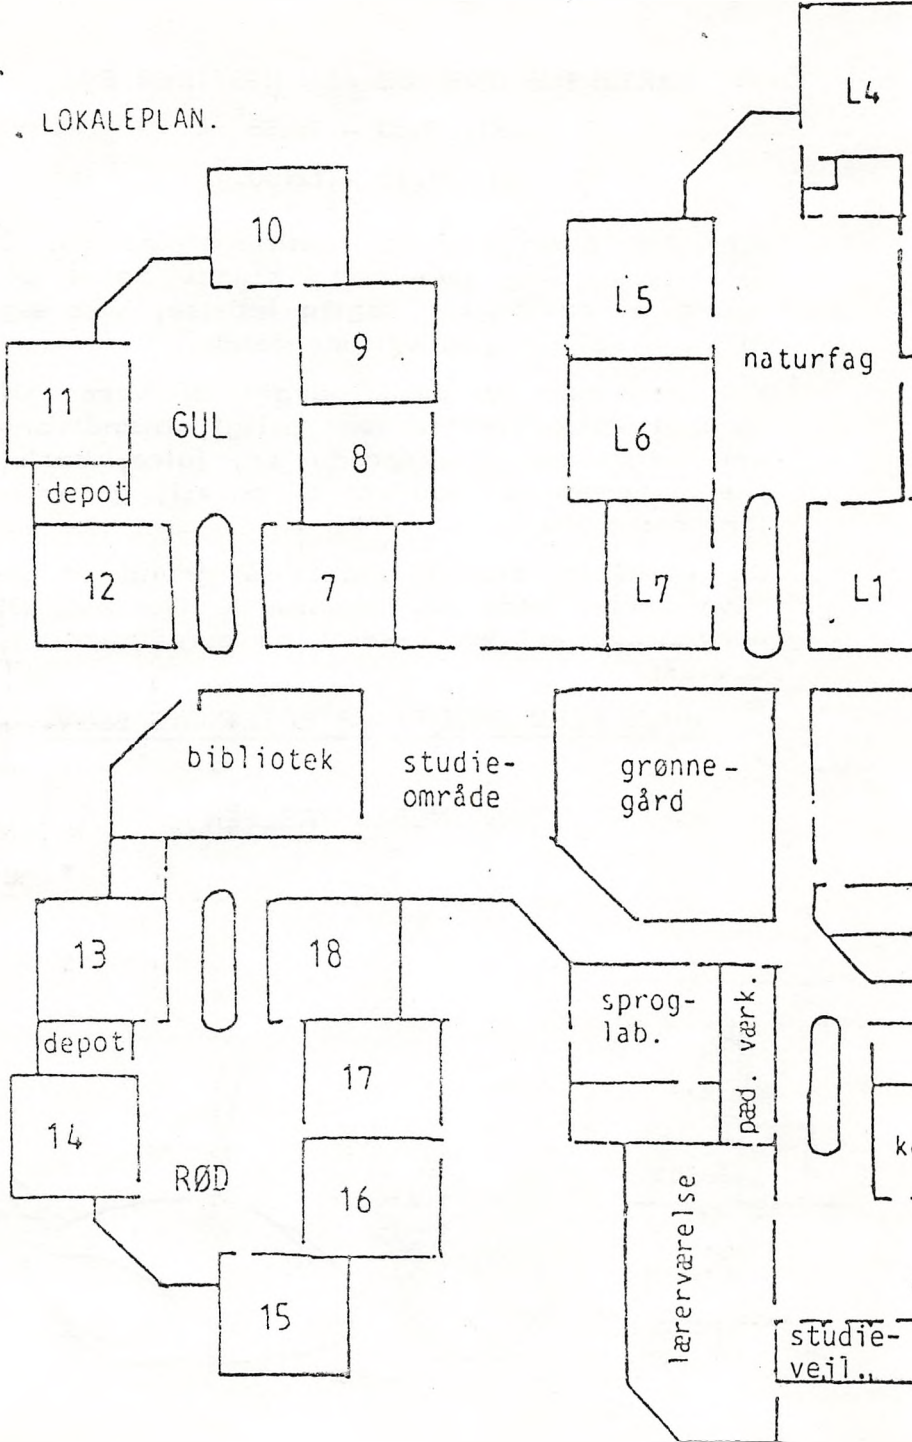 LOKALEPLAN.
L4
10
L5
9
naturfag
11
GUL
L6
8
depot
12
7
L7
L1
bibliotek
studie-
område
grønne-
gård
13
18
sprog-
lab.
pæd. værk.
depot
17
14
RØD
16
lærerværelse
15
studie-
vejl.